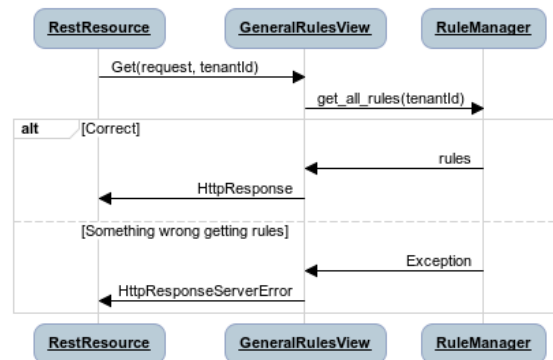 RestResource GeneralRulesView RuleManager
Get(request, tenantId)
get_all_rules(tenantId)
alt [Correct]
rules
HttpResponse
[Something wrong getting rules]
Exception
HttpResponseServerError
RestResource GeneralRulesView RuleManager